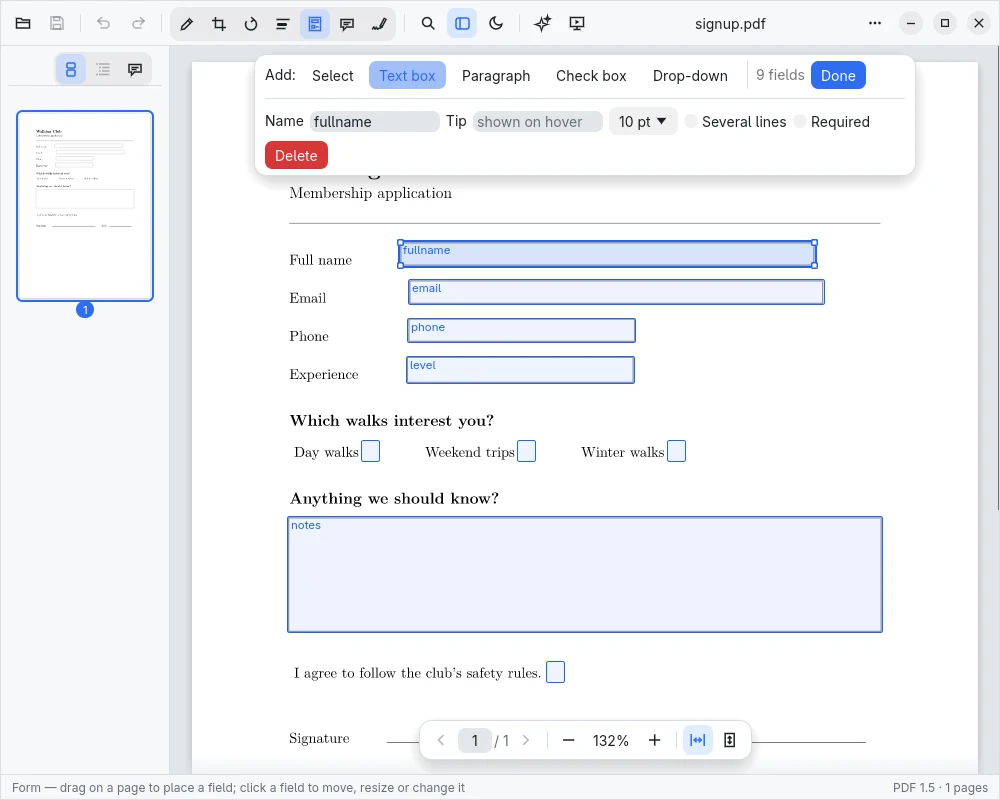 signup.pdf
Add: Select Text box Paragraph Check box Drop-down 9 fields Done
Name fullname Tip shown on hover 10 pt Several lines Required
Delete
Membership application
Full name fullname
Email email
Phone phone
Experience level
Which walks interest you?
Day walks Weekend trips Winter walks
Anything we should know?
notes
I agree to follow the club's safety rules.
Signature
1
1 / 1 132%
Form — drag on a page to place a field; click a field to move, resize or change it PDF 1.5 · 1 pages